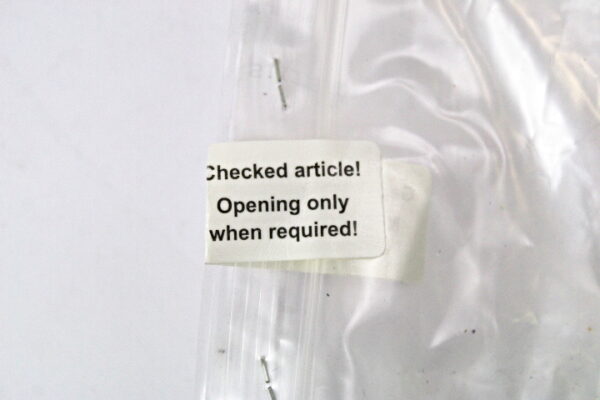 Checked article!
Opening only
when required!